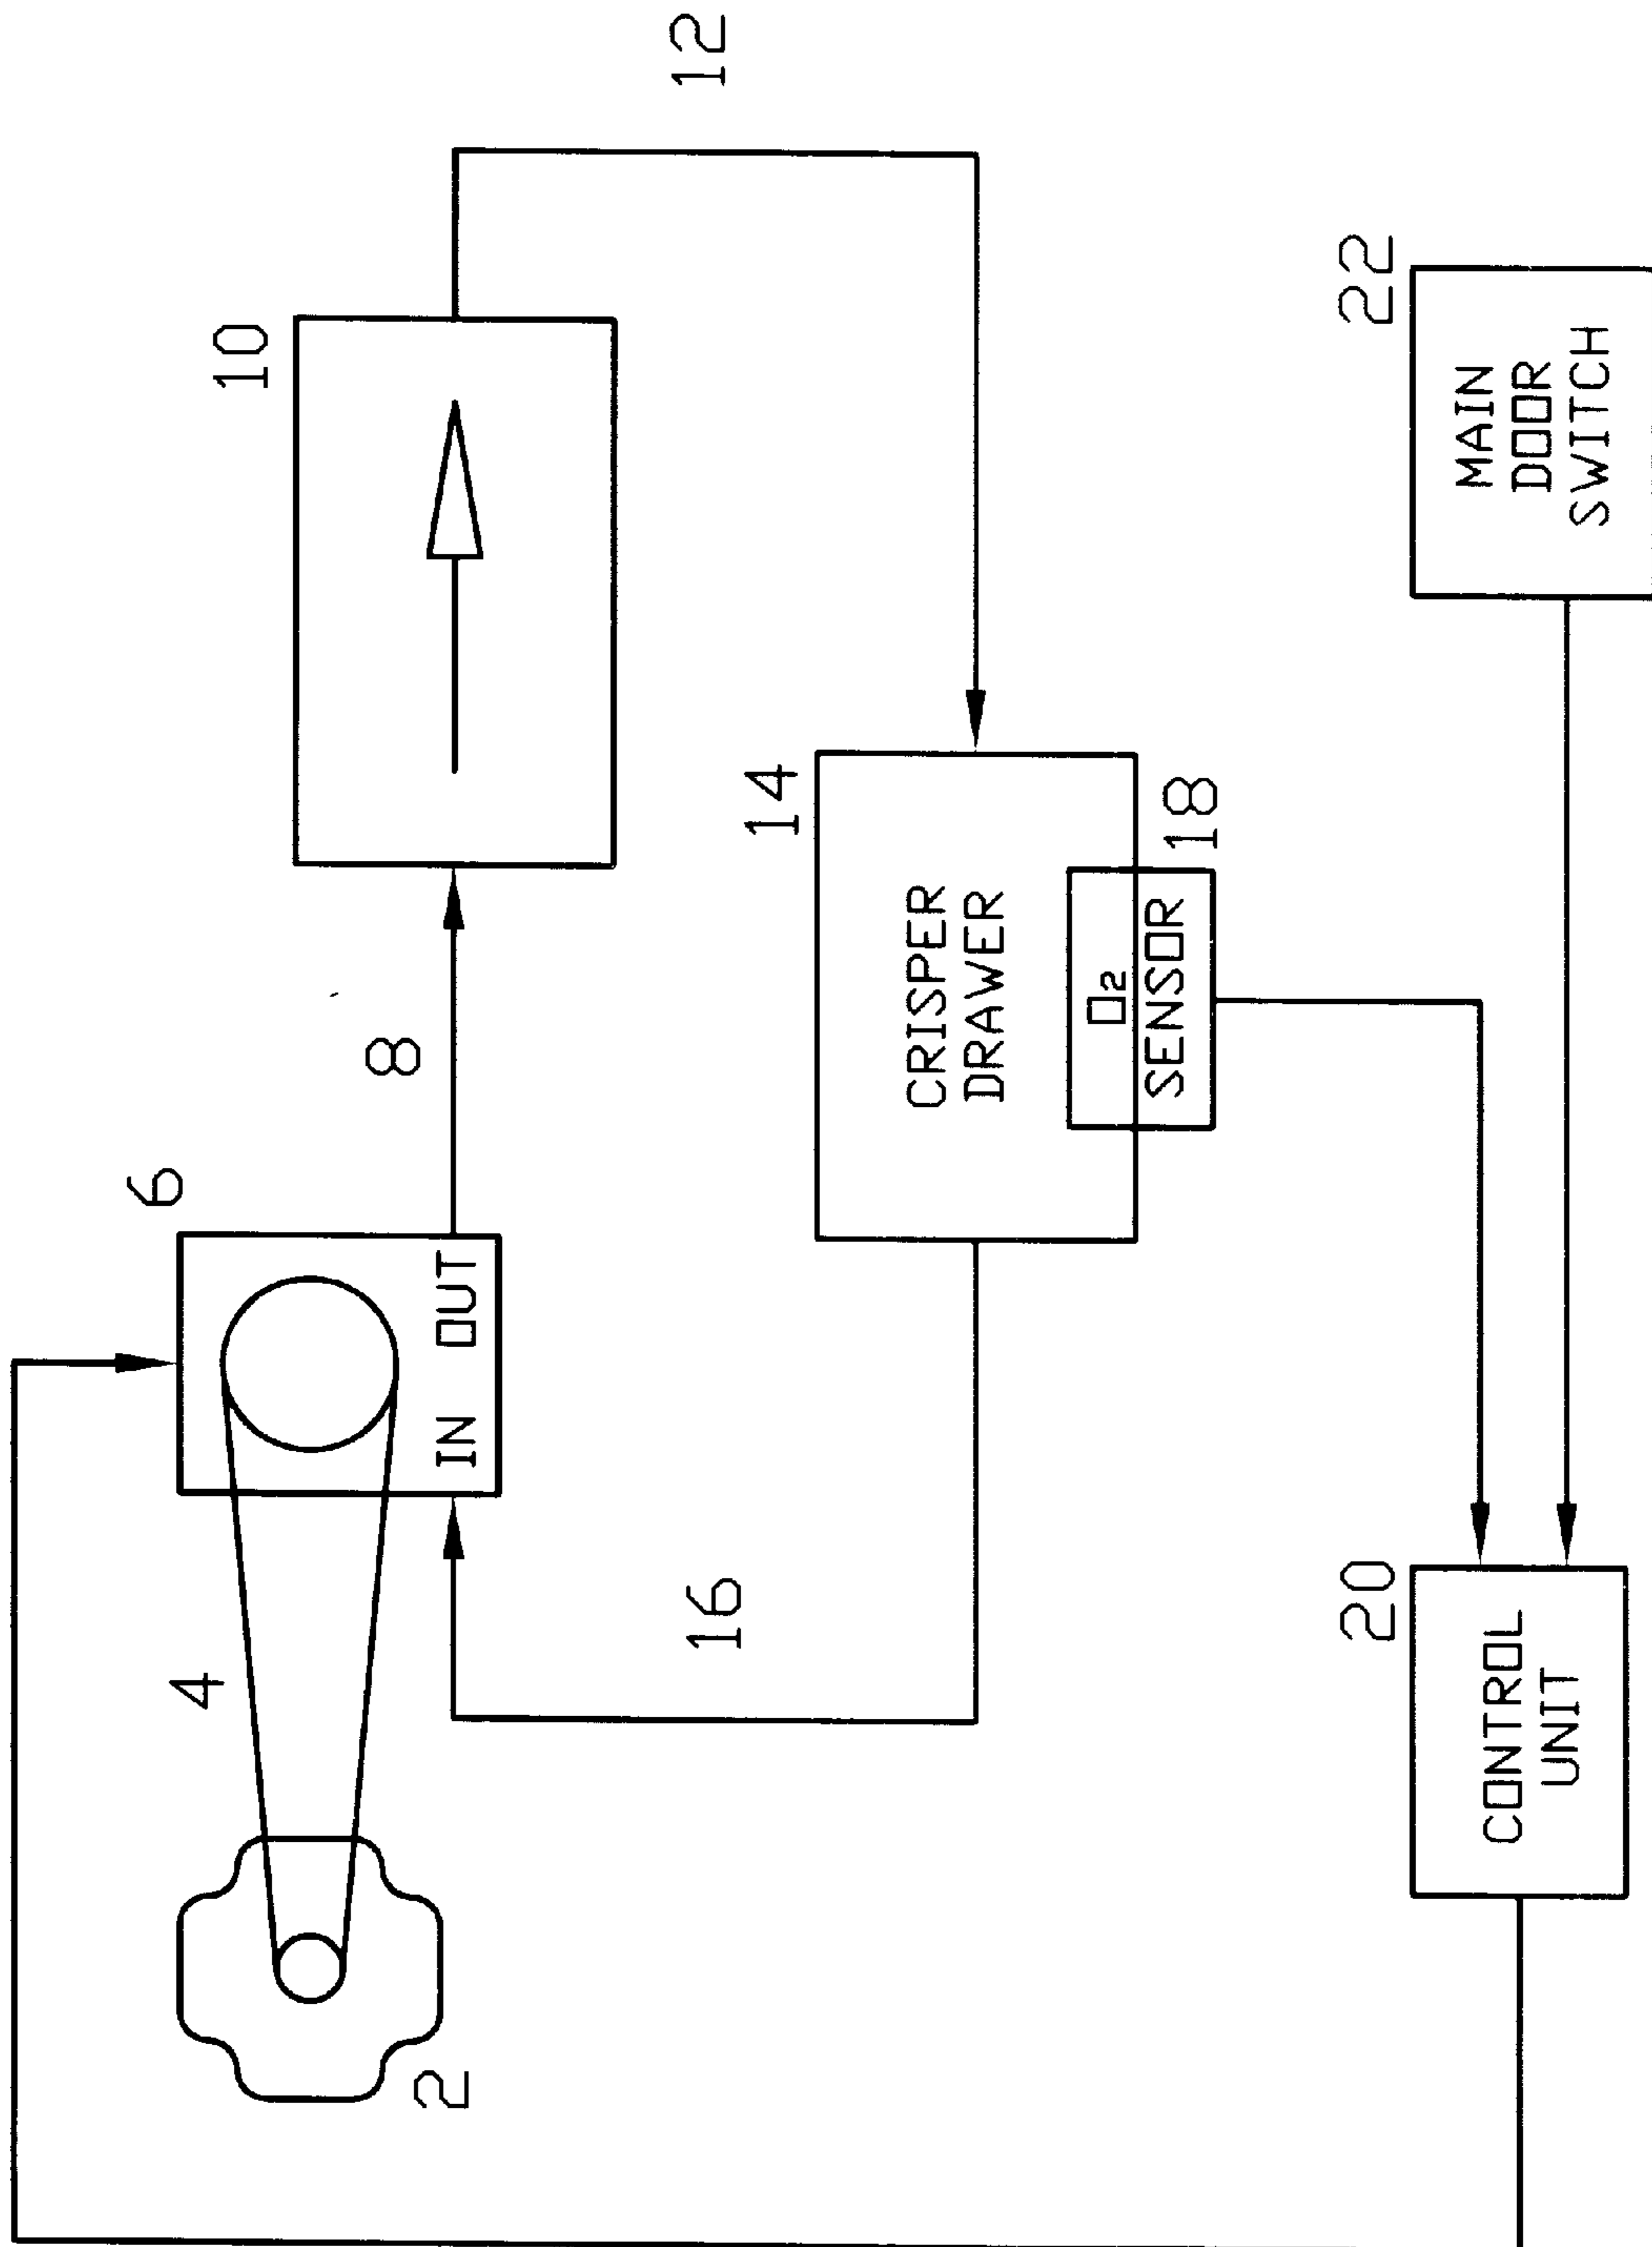 2
4
6
IN OUT
8
10
12
16
14
CRISPER
DRAWER
O₂
SENSOR
18
20
CONTROL
UNIT
22
MAIN
DOOR
SWITCH